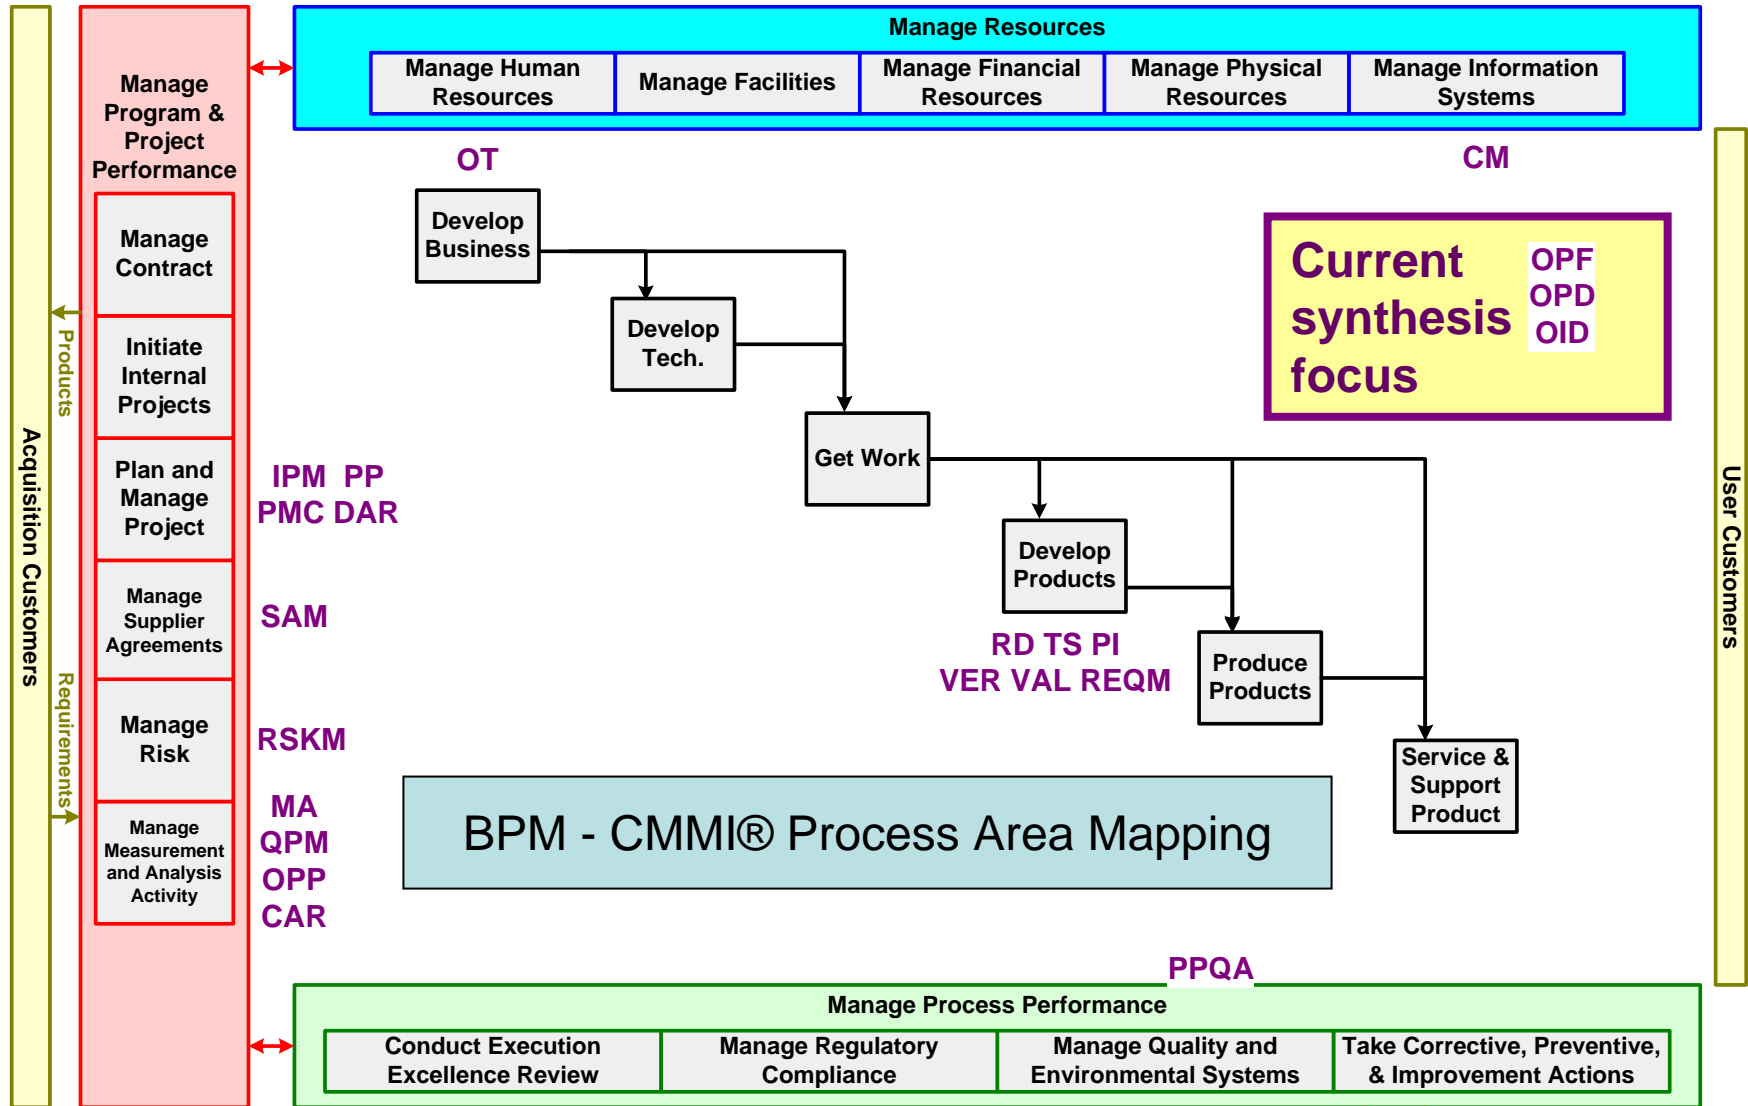 Manage Resources
Manage Human
Resources
Manage Facilities
Manage Financial
Resources
Manage Physical
Resources
Manage Information
Systems
Manage
Program &
Project
Performance
Manage
Contract
Initiate
Internal
Projects
Plan and
Manage
Project
Manage
Supplier
Agreements
Manage
Risk
Manage
Measurement
and Analysis
Activity
Acquisition Customers
Products
Requirements
OT
CM
Develop
Business
Develop
Tech.
Get Work
Develop
Products
Produce
Products
Service &
Support
Product
Current
synthesis
focus
OPF
OPD
OID
IPM PP
PMC DAR
SAM
RSKM
MA
QPM
OPP
CAR
RD TS PI
VER VAL REQM
BPM - CMMI® Process Area Mapping
User Customers
PPQA
Manage Process Performance
Conduct Execution
Excellence Review
Manage Regulatory
Compliance
Manage Quality and
Environmental Systems
Take Corrective, Preventive,
& Improvement Actions